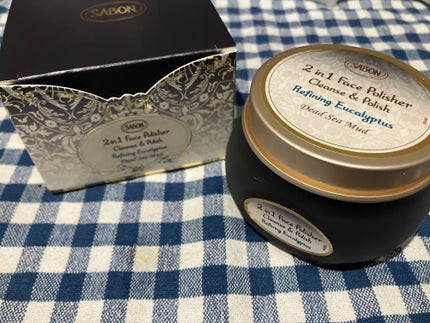 SABON
SABON
2 in 1 Face Polisher
Cleanse & Polish
Refining Eucalyptus
Dead Sea Mud
SABON
2 in 1 Face Polisher
Cleanse & Polish
Refining Eucalyptus
Dead Sea Mud
2 in 1 Face Polisher
Cleanse & Polish
Refining Eucalyptus